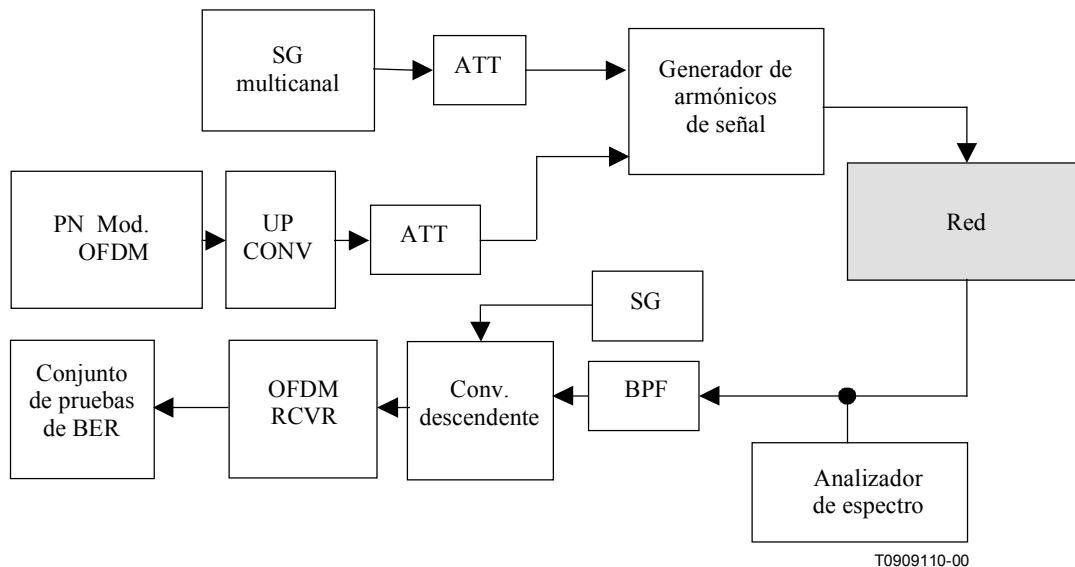 SG
multicanal
ATT
Generador de
armónicos
de señal
PN Mod.
OFDM
UP
CONV
ATT
Red
SG
Conjunto
de pruebas
de BER
OFDM
RCVR
Conv.
descendente
BPF
Analizador
de espectro
T0909110-00